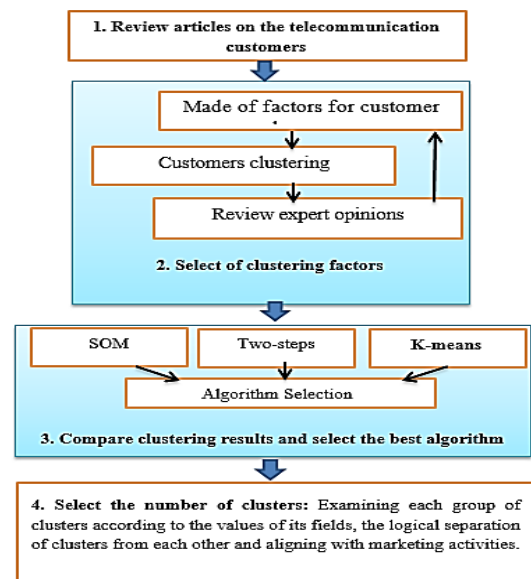 1. Review articles on the telecommunication
customers
Made of factors for customer
Customers clustering
Review expert opinions
2. Select of clustering factors
SOM
Two-steps
K-means
Algorithm Selection
3. Compare clustering results and select the best algorithm
4. Select the number of clusters: Examining each group of
clusters according to the values of its fields, the logical separation
of clusters from each other and aligning with marketing activities.